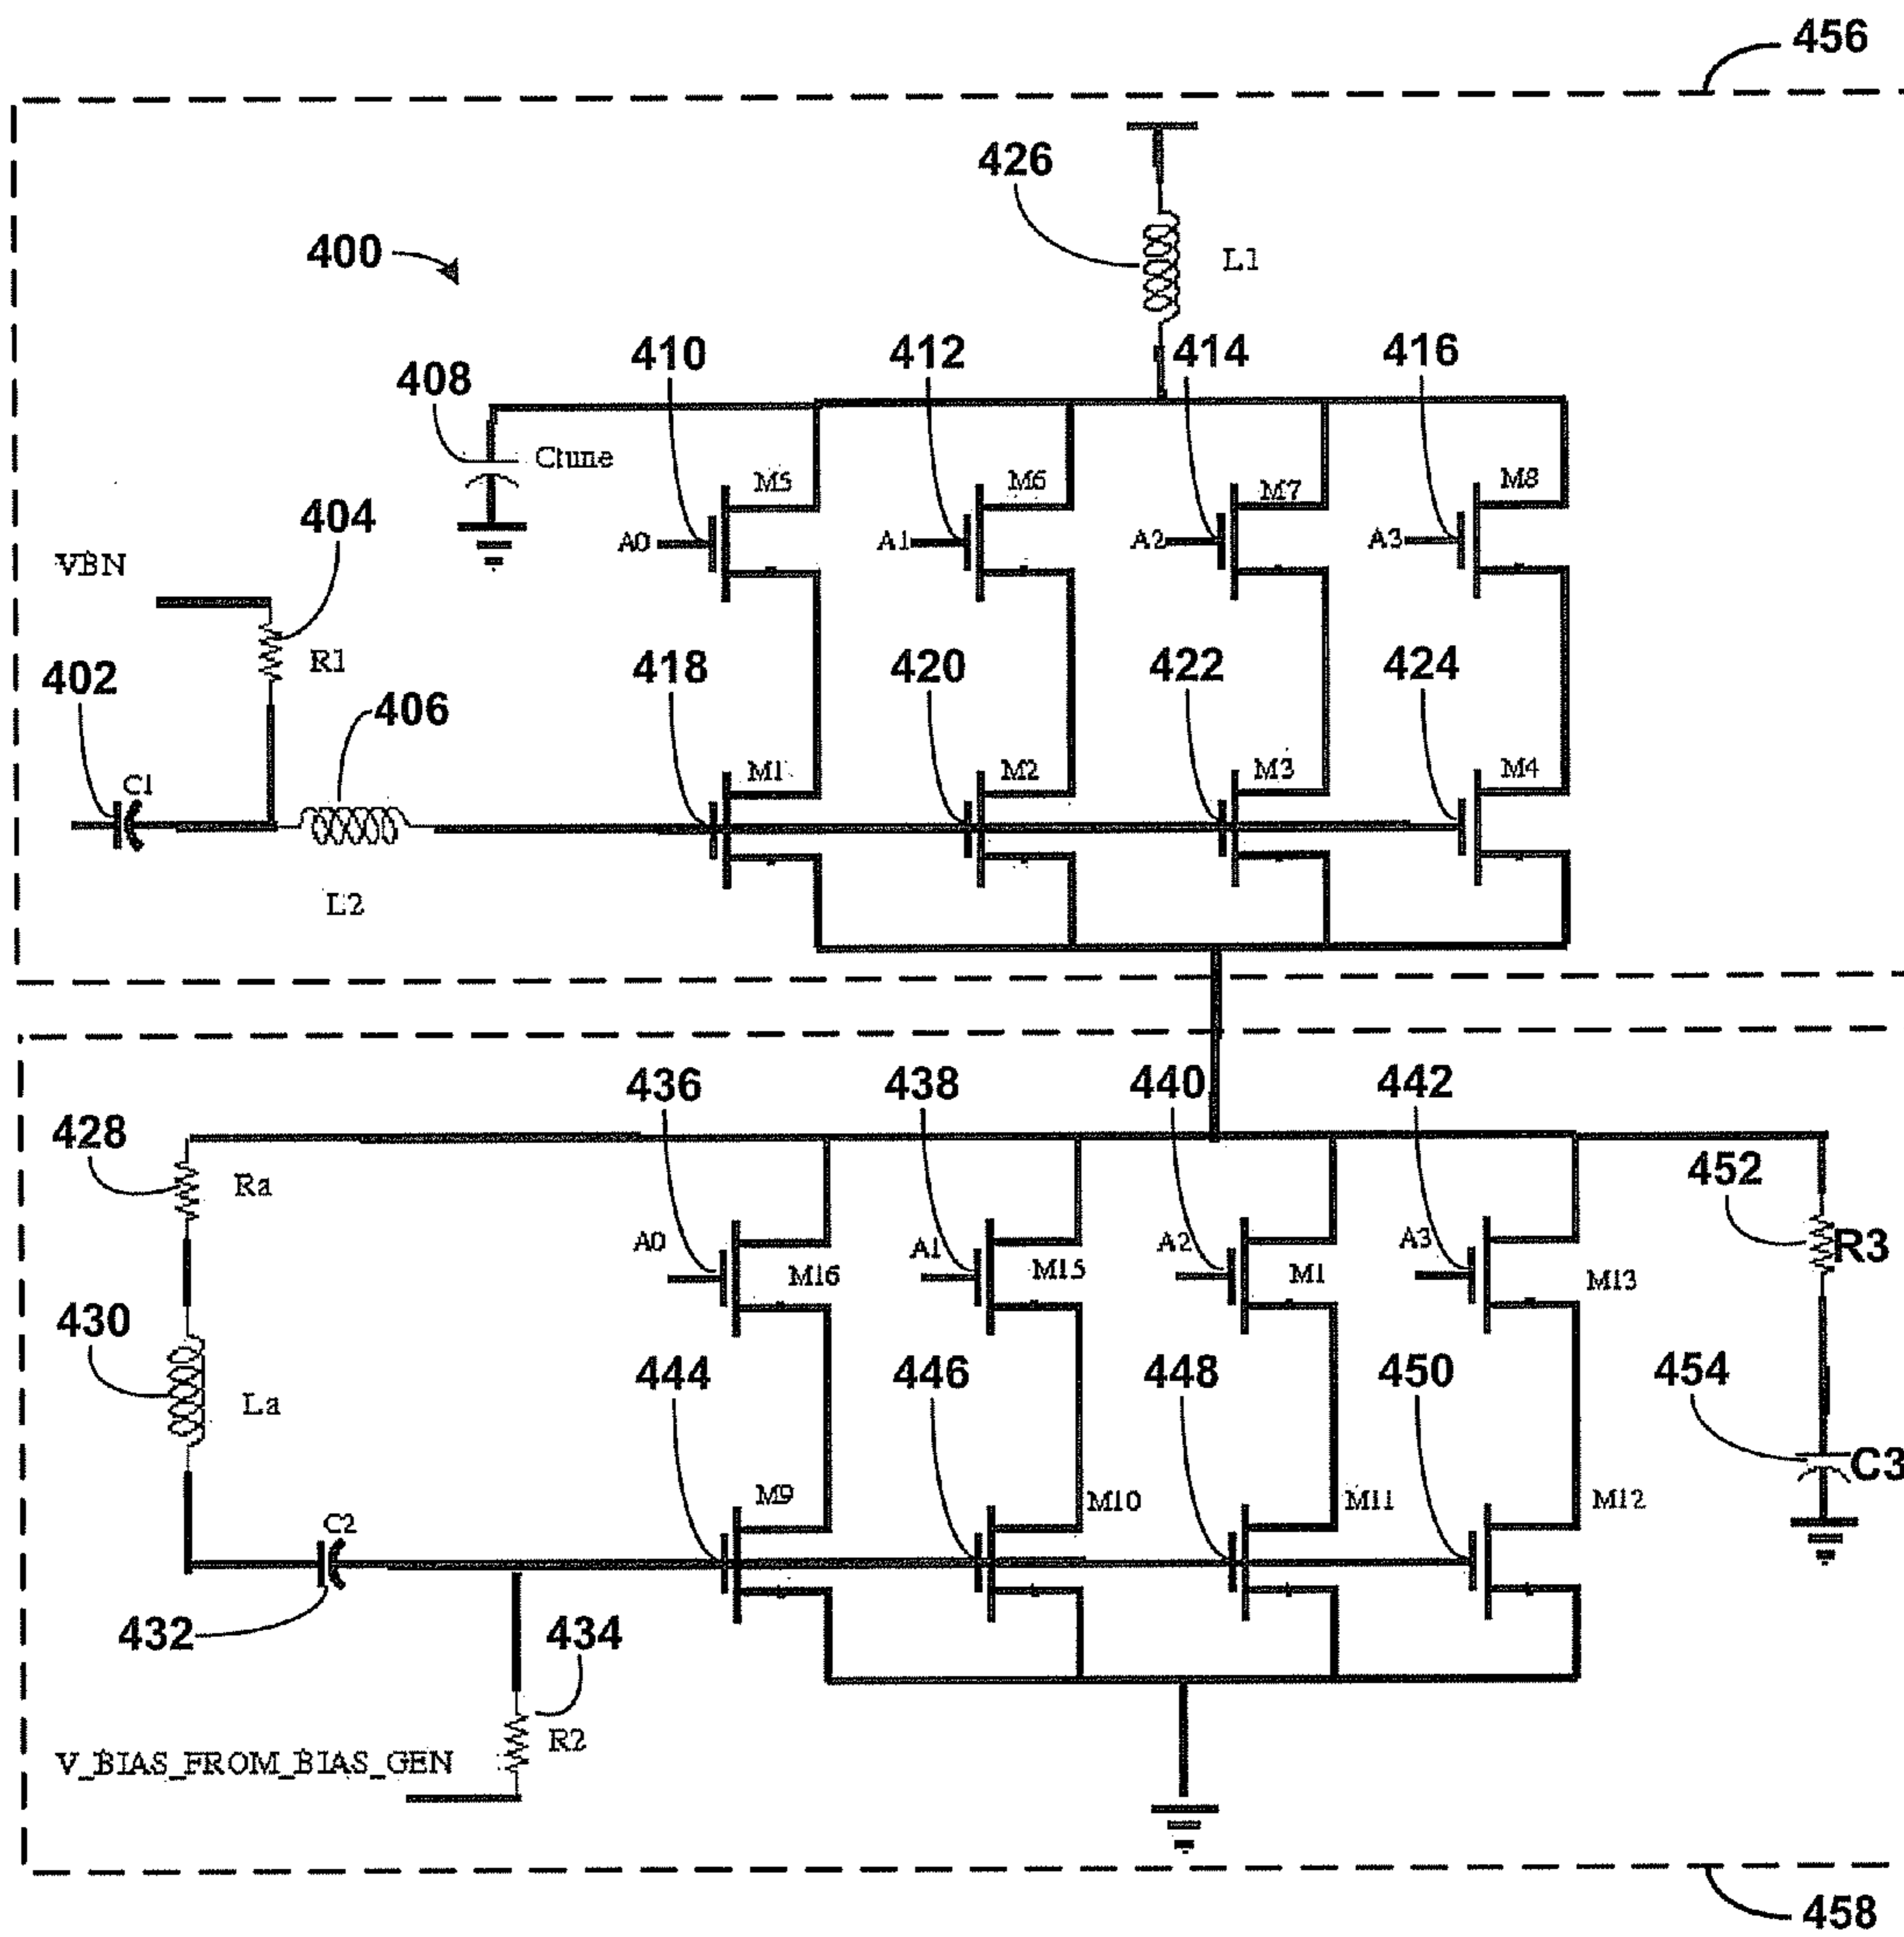 456
426
400
L1
410
412
414
416
408
Ctune
M5
M6
M7
M8
404
A0
A1
A2
A3
VBN
R1
402
418
420
422
424
406
C1
M1
M2
M3
M4
L2
436
438
440
442
428
452
Ra
A0
A1
A2
A3
R3
M16
M15
M1
M13
430
444
446
448
450
454
La
C3
M9
M10
M11
M12
C2
432
434
R2
V_BIAS_FROM_BIAS_GEN
458